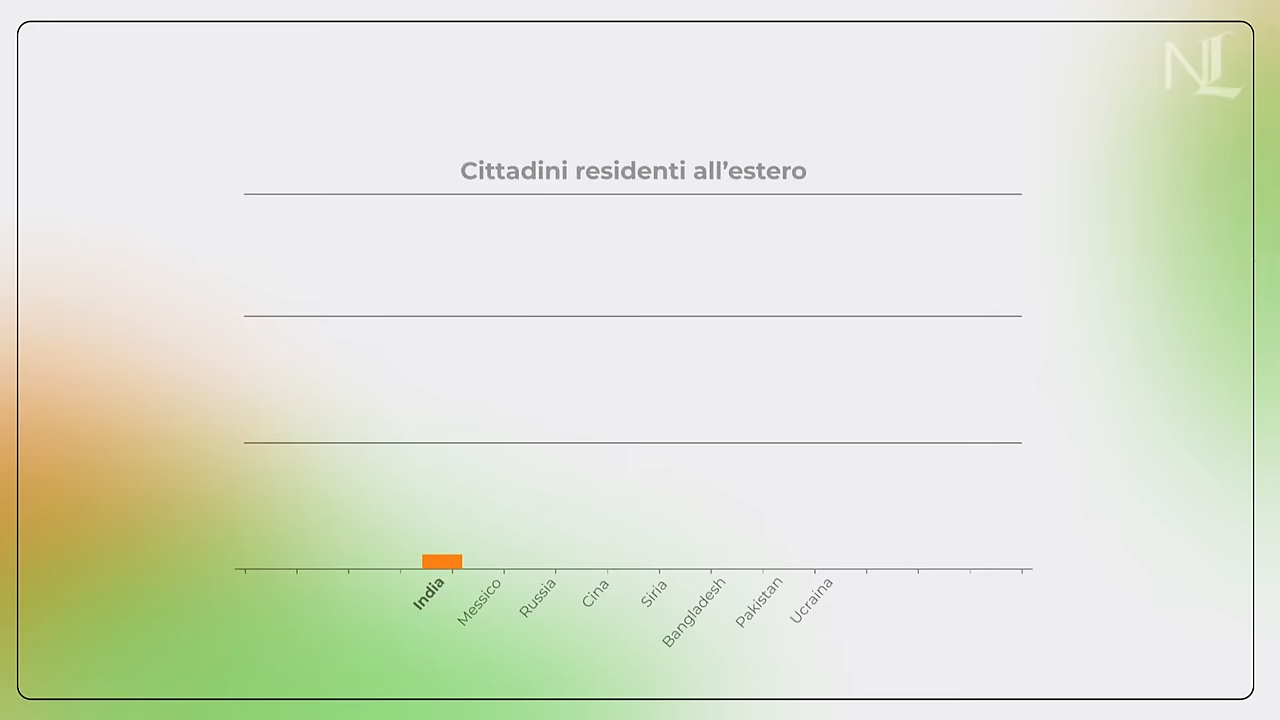 NL
Cittadini residenti all'estero
India
Messico
Russia
Cina
Siria
Bangladesh
Pakistan
Ucraina